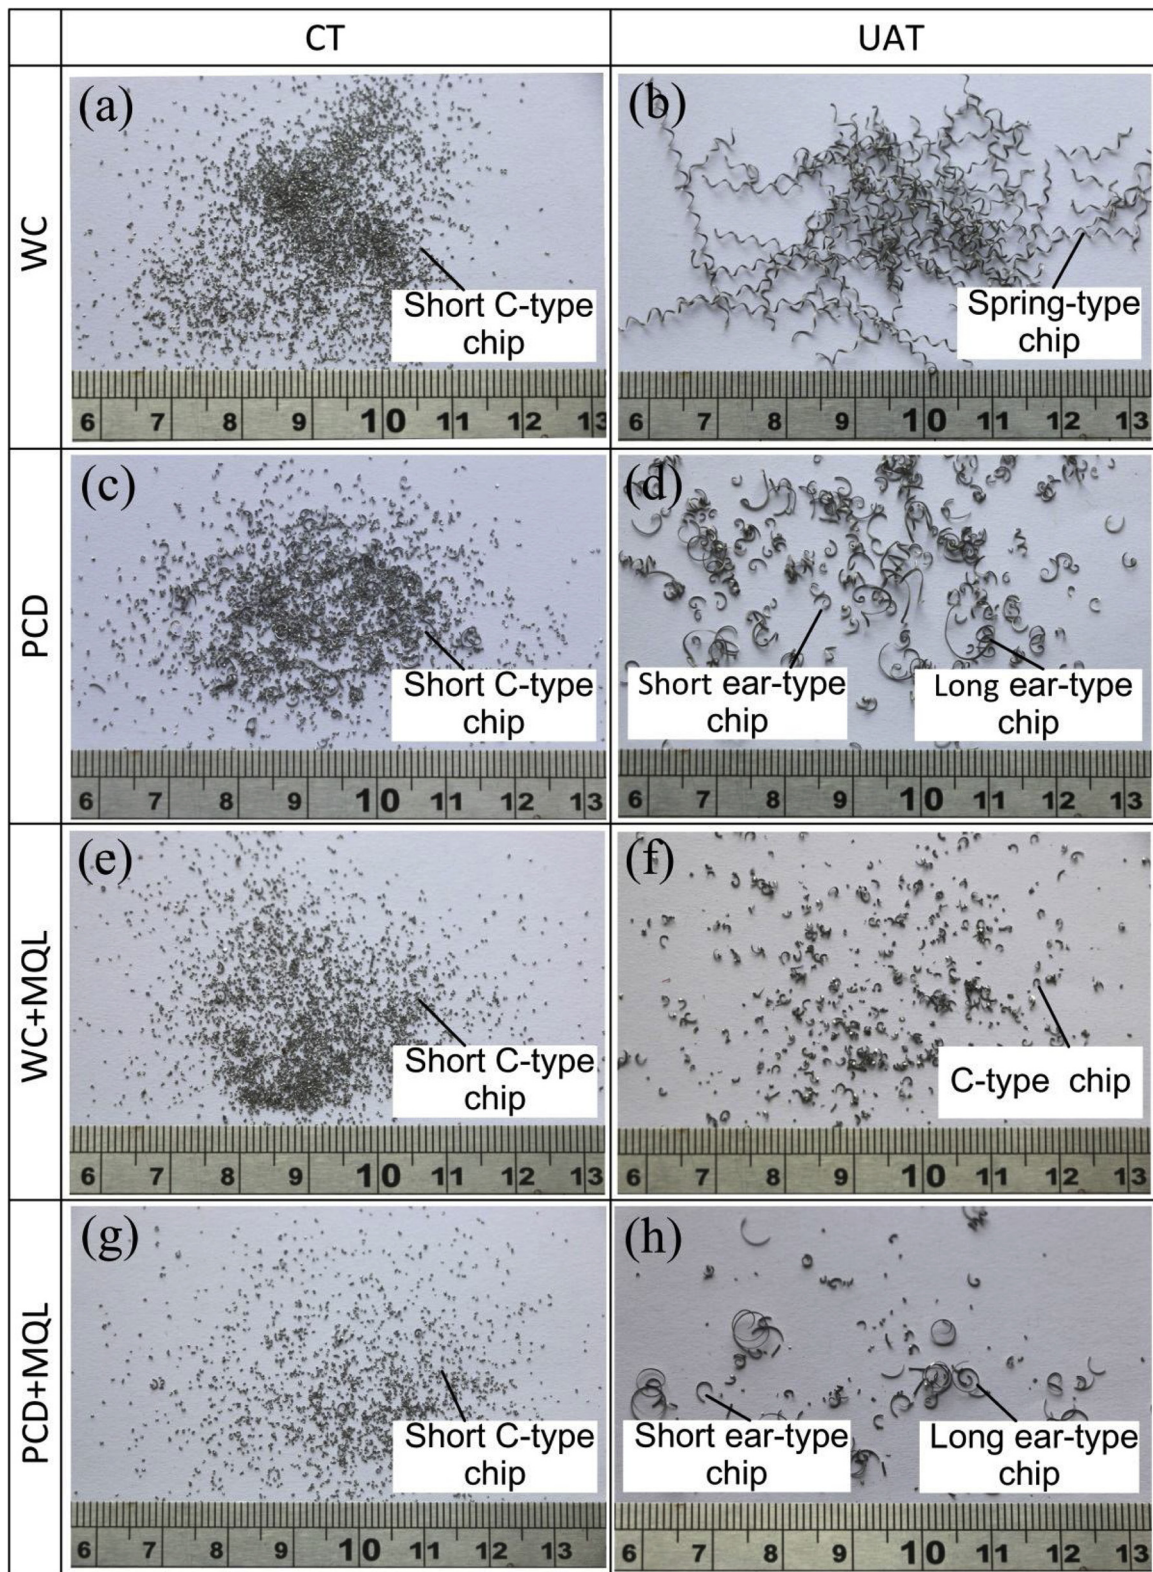 CT
UAT
WC
(a)
Short C-type
chip
6 7 8 9 10 11 12 13
(b)
Spring-type
chip
6 7 8 9 10 11 12 13
PCD
(c)
Short C-type
chip
6 7 8 9 10 11 12 13
(d)
Short ear-type
chip
Long ear-type
chip
6 7 8 9 10 11 12 13
WC+MQL
(e)
Short C-type
chip
6 7 8 9 10 11 12 13
(f)
C-type chip
6 7 8 9 10 11 12 13
PCD+MQL
(g)
Short C-type
chip
6 7 8 9 10 11 12 13
(h)
Short ear-type
chip
Long ear-type
chip
6 7 8 9 10 11 12 13